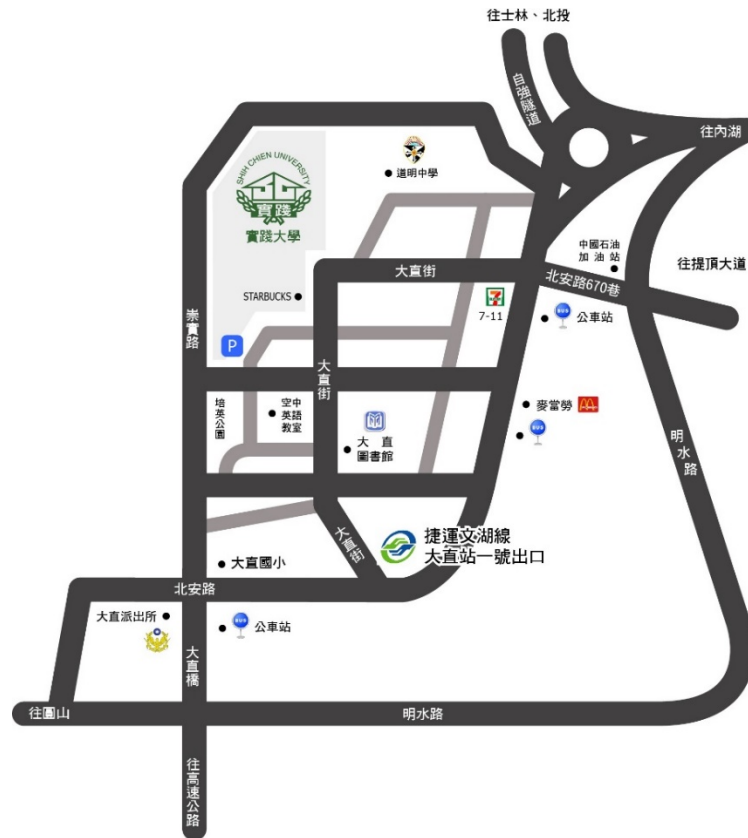 往士林、北投
自強隧道
往內湖
道明中學
SHIH CHIEN UNIVERSITY
實踐
實踐大學
中國石油
加油站
往提頂大道
大直街
北安路670巷
STARBUCKS
7-11
公車站
崇實路
P
大直街
培英公園
空中
英語
教室
大直
圖書館
麥當勞
明水路
捷運文湖線
大直站一號出口
大直街
大直國小
北安路
大直派出所
公車站
大直橋
往圓山
明水路
往高速公路